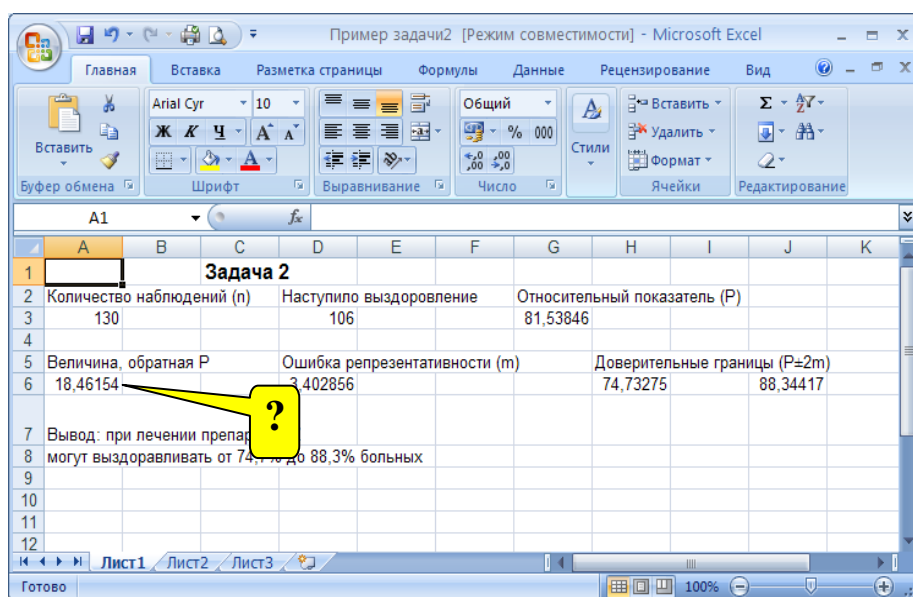 Пример задачи2 [Режим совместимости] - Microsoft Excel
Главная Вставка Разметка страницы Формулы Данные Рецензирование Вид
Вставить
Arial Cyr 10
Ж К Ч
Общий
% 000
Стили
Вставить
Удалить
Формат
Буфер обмена Шрифт Выравнивание Число Ячейки Редактирование
A1 fx
A B C D E F G H I J K
1 Задача 2
2 Количество наблюдений (n) Наступило выздоровление Относительный показатель (P)
3 130 106 81,53846
4
5 Величина, обратная P Ошибка репрезентативности (m) Доверительные границы (P±2m)
6 18,46154 3,402856 74,73275 88,34417
?
7 Вывод: при лечении
8 могут выздоравливать от до 88,3% больных
9
10
11
12
Лист1 Лист2 Лист3
Готово 100%